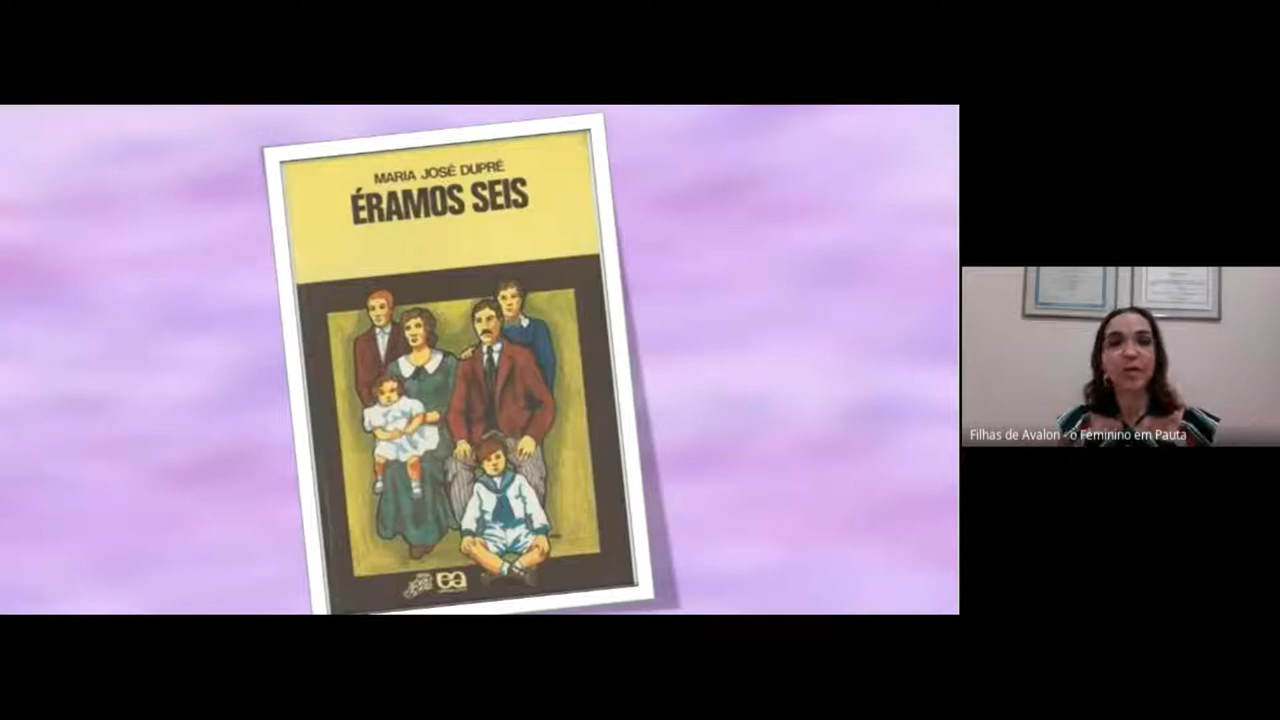 MARIA JOSÉ DUPRÉ
ÉRAMOS SEIS
Filhas de Avalon - o Feminino em Pauta